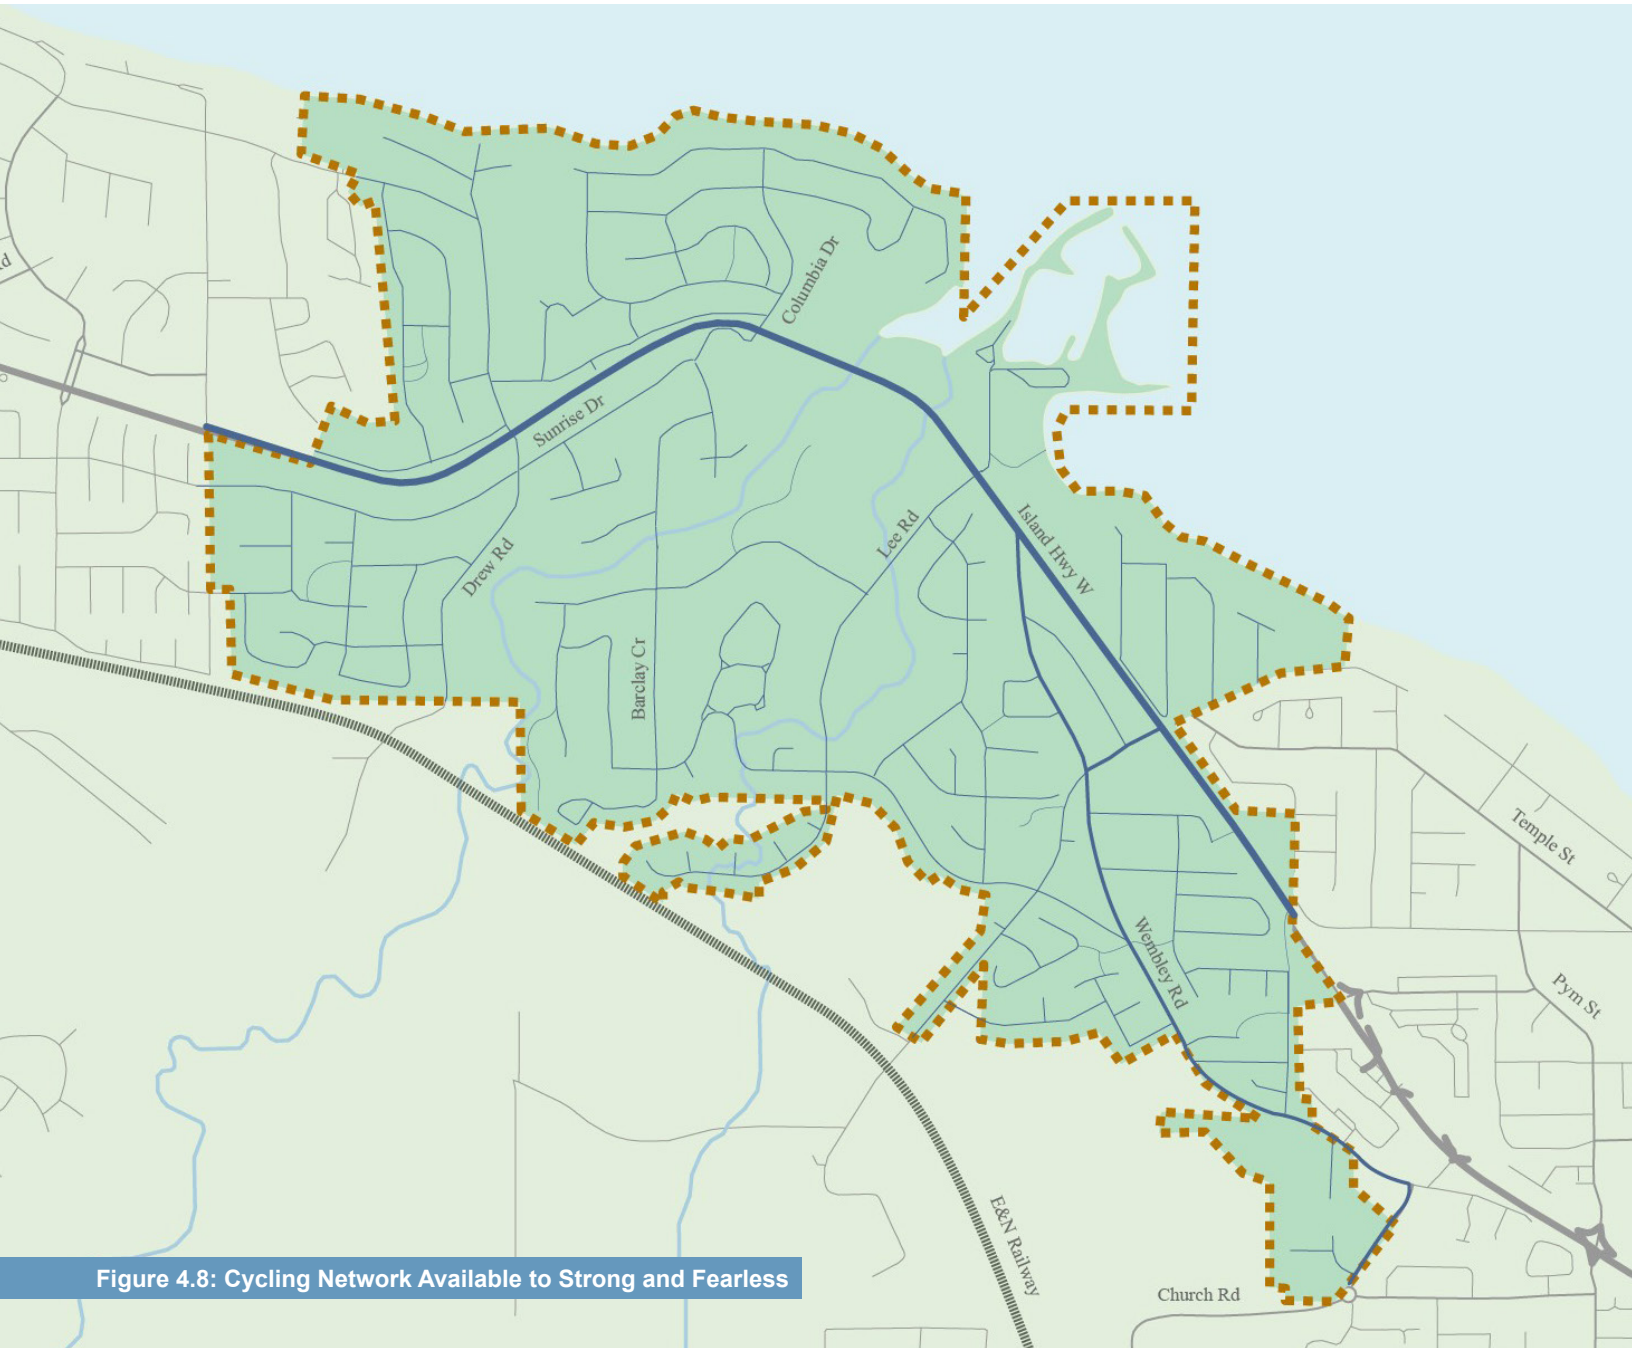 Columbia Dr
d
Sunrise Dr
Drew Rd
Lee Rd
Island Hwy W
Barclay Cr
Temple St
Wembley Rd
Pym St
E&N Railway
Church Rd
Figure 4.8: Cycling Network Available to Strong and Fearless